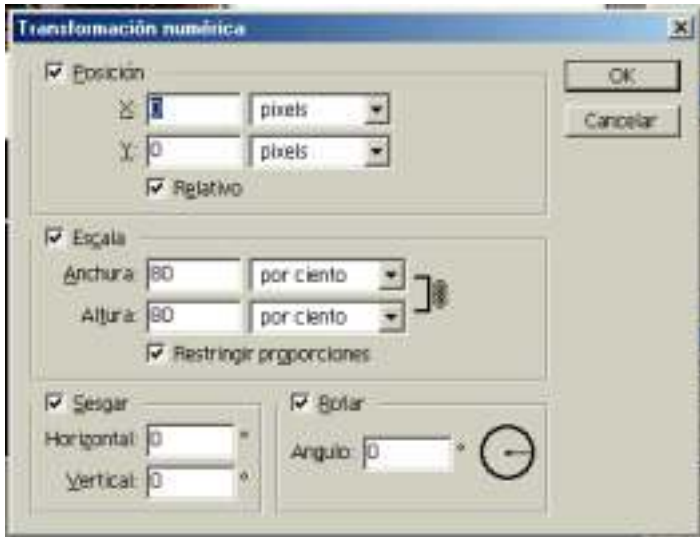 Transformación numérica
Posición
OK
X: 0 pixels
Cancelar
Y: 0 pixels
Relativo
Escala
Anchura: 80 por ciento
Altura: 80 por ciento
Restringir proporciones
Sesgar
Rotar
Horizontal: 0 °
Angulo: 0 °
Vertical: 0 °